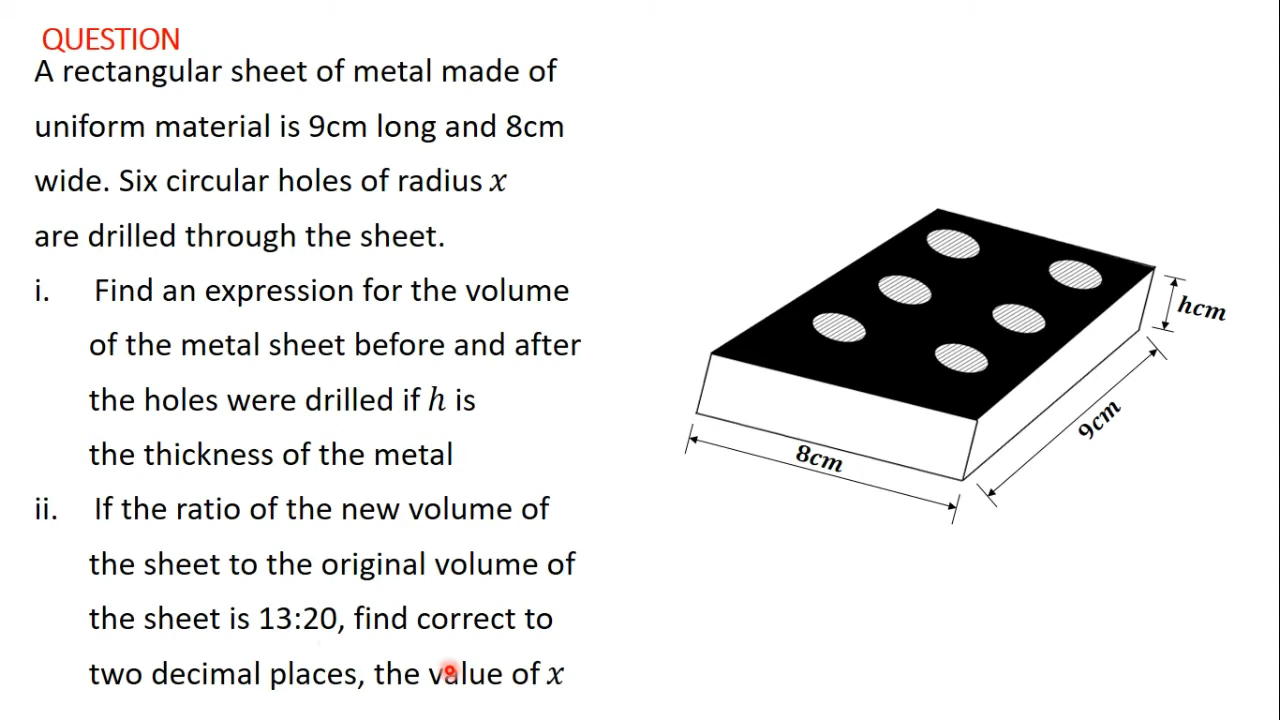 QUESTION
A rectangular sheet of metal made of
uniform material is 9cm long and 8cm
wide. Six circular holes of radius x
are drilled through the sheet.
i. Find an expression for the volume
of the metal sheet before and after
the holes were drilled if h is
the thickness of the metal
ii. If the ratio of the new volume of
the sheet to the original volume of
the sheet is 13:20, find correct to
two decimal places, the value of x
hcm
9cm
8cm